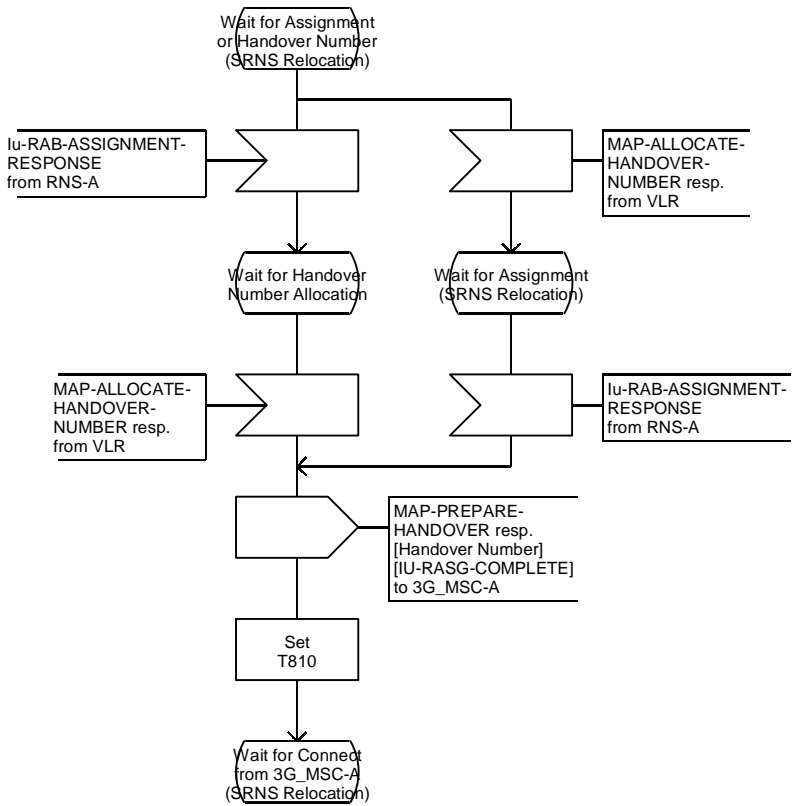 Wait for Assignment
or Handover Number
(SRNS Relocation)
Iu-RAB-ASSIGNMENT-
RESPONSE
from RNS-A
MAP-ALLOCATE-
HANDOVER-
NUMBER resp.
from VLR
Wait for Handover
Number Allocation
Wait for Assignment
(SRNS Relocation)
MAP-ALLOCATE-
HANDOVER-
NUMBER resp.
from VLR
Iu-RAB-ASSIGNMENT-
RESPONSE
from RNS-A
MAP-PREPARE-
HANDOVER resp.
[Handover Number]
[IU-RASG-COMPLETE]
to 3G_MSC-A
Set
T810
Wait for Connect
from 3G_MSC-A
(SRNS Relocation)